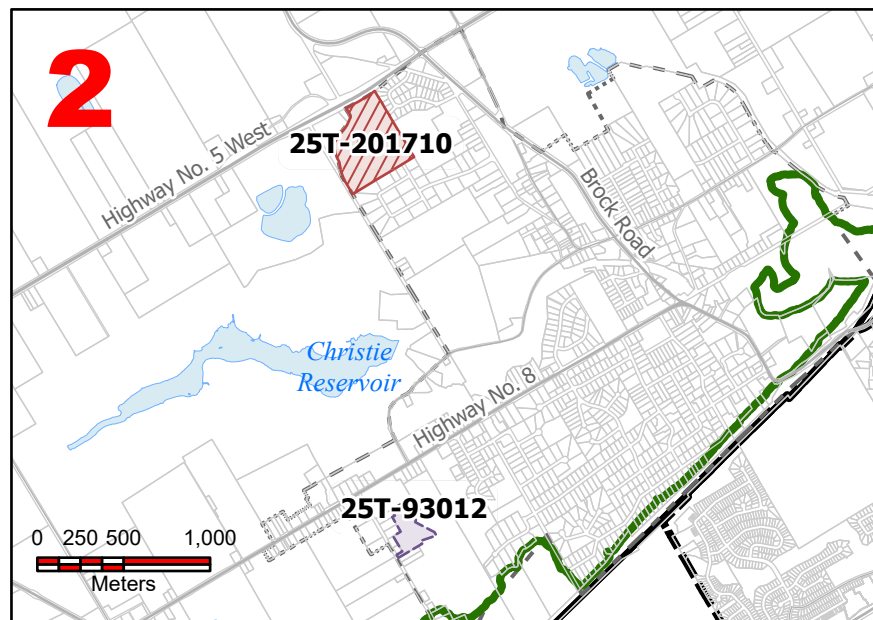 2
25T-201710
Highway No. 5 West
Brock Road
Christie
Reservoir
Highway No. 8
25T-93012
0 250 500 1,000
Meters